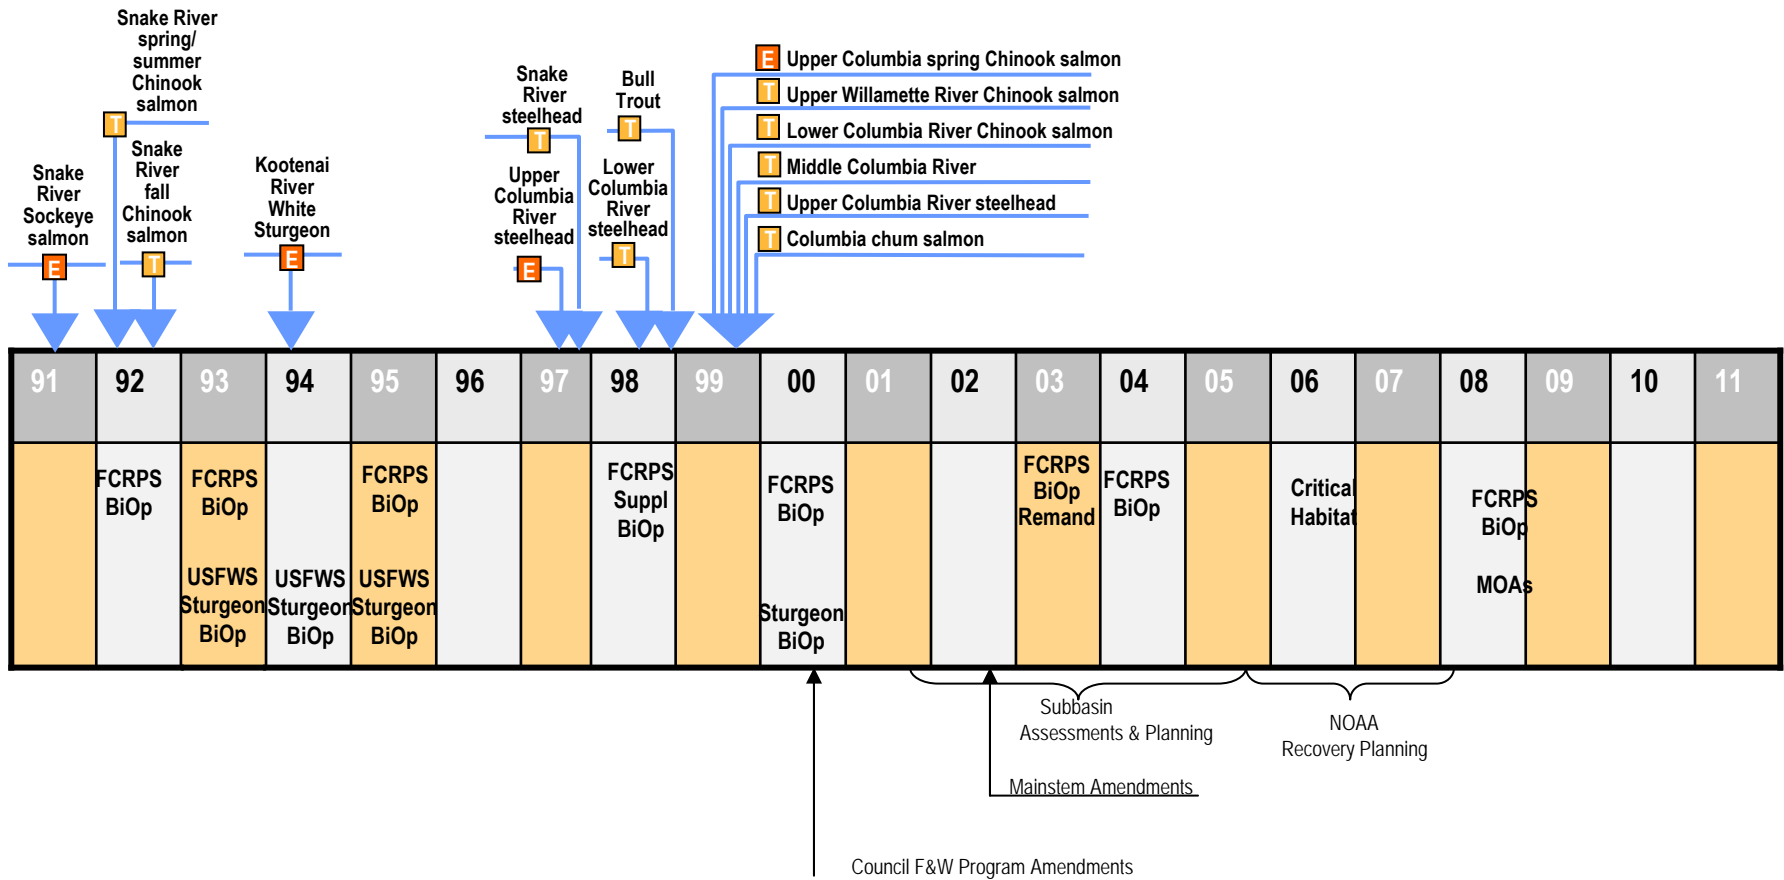 Snake River
spring/
summer
Chinook
salmon
T
Snake
River
fall
Chinook
salmon
T
Snake
River
Sockeye
salmon
E
Kootenai
River
White
Sturgeon
E
Snake
River
steelhead
T
Upper
Columbia
River
steelhead
E
Bull
Trout
T
Lower
Columbia
River
steelhead
T
E Upper Columbia spring Chinook salmon
T Upper Willamette River Chinook salmon
T Lower Columbia River Chinook salmon
T Middle Columbia River
T Upper Columbia River steelhead
T Columbia chum salmon
91 92 93 94 95 96 97 98 99 00 01 02 03 04 05 06 07 08 09 10 11
FCRPS
BiOp
FCRPS
BiOp
USFWS
Sturgeon
BiOp
USFWS
Sturgeon
BiOp
FCRPS
BiOp
USFWS
Sturgeon
BiOp
FCRPS
Suppl
BiOp
FCRPS
BiOp
Sturgeon
BiOp
FCRPS
BiOp
Remand
FCRPS
BiOp
Critical
Habitat
FCRPS
BiOp
MOAs
Subbasin
Assessments & Planning
NOAA
Recovery Planning
Mainstem Amendments
Council F&W Program Amendments